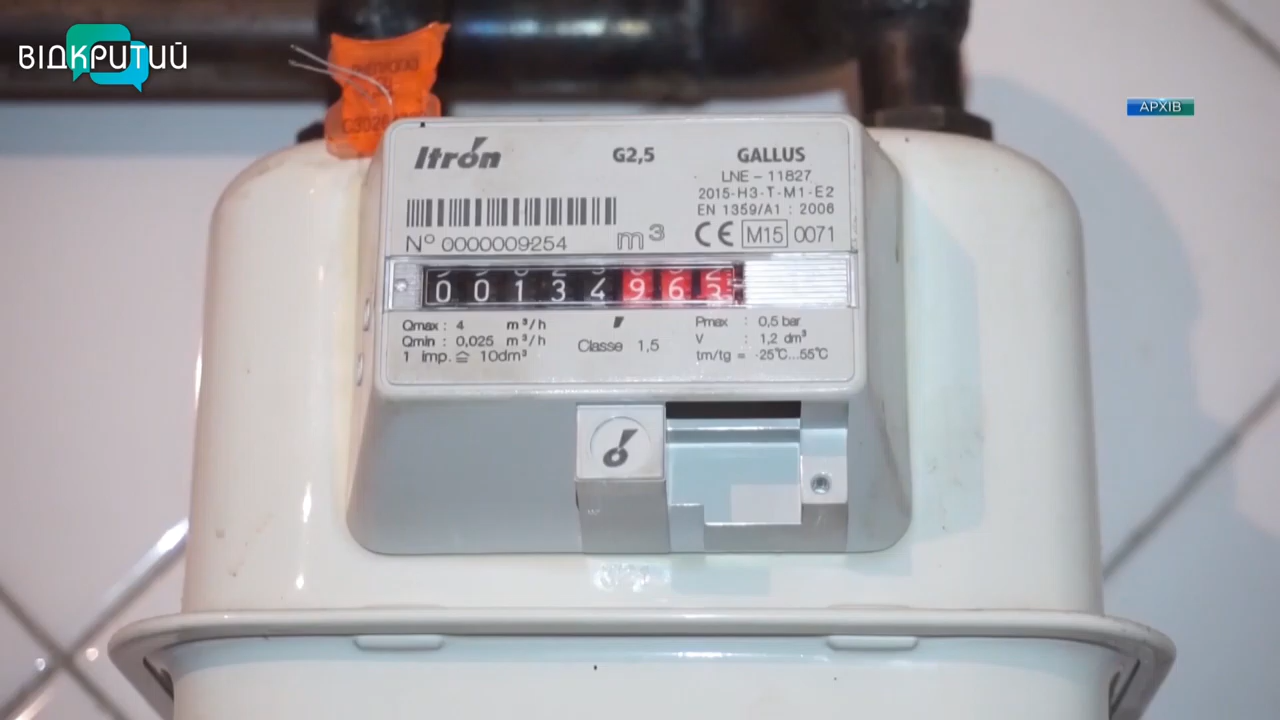 ВІДКРИТИЙ
АРХІВ
Itrón
G2,5
GALLUS
LNE - 11827
2015-H3-T-M1-E2
EN 1359/A1 : 2006
CE M15 0071
Nº 0000009254
m³
0 0 1 3 4 9 6
Qmax : 4 m³/h
Qmin : 0,025 m³/h
1 imp. ≙ 10dm³
Classe 1,5
Pmax : 0,5 bar
V : 1,2 dm³
tm/tg = -25°C...55°C